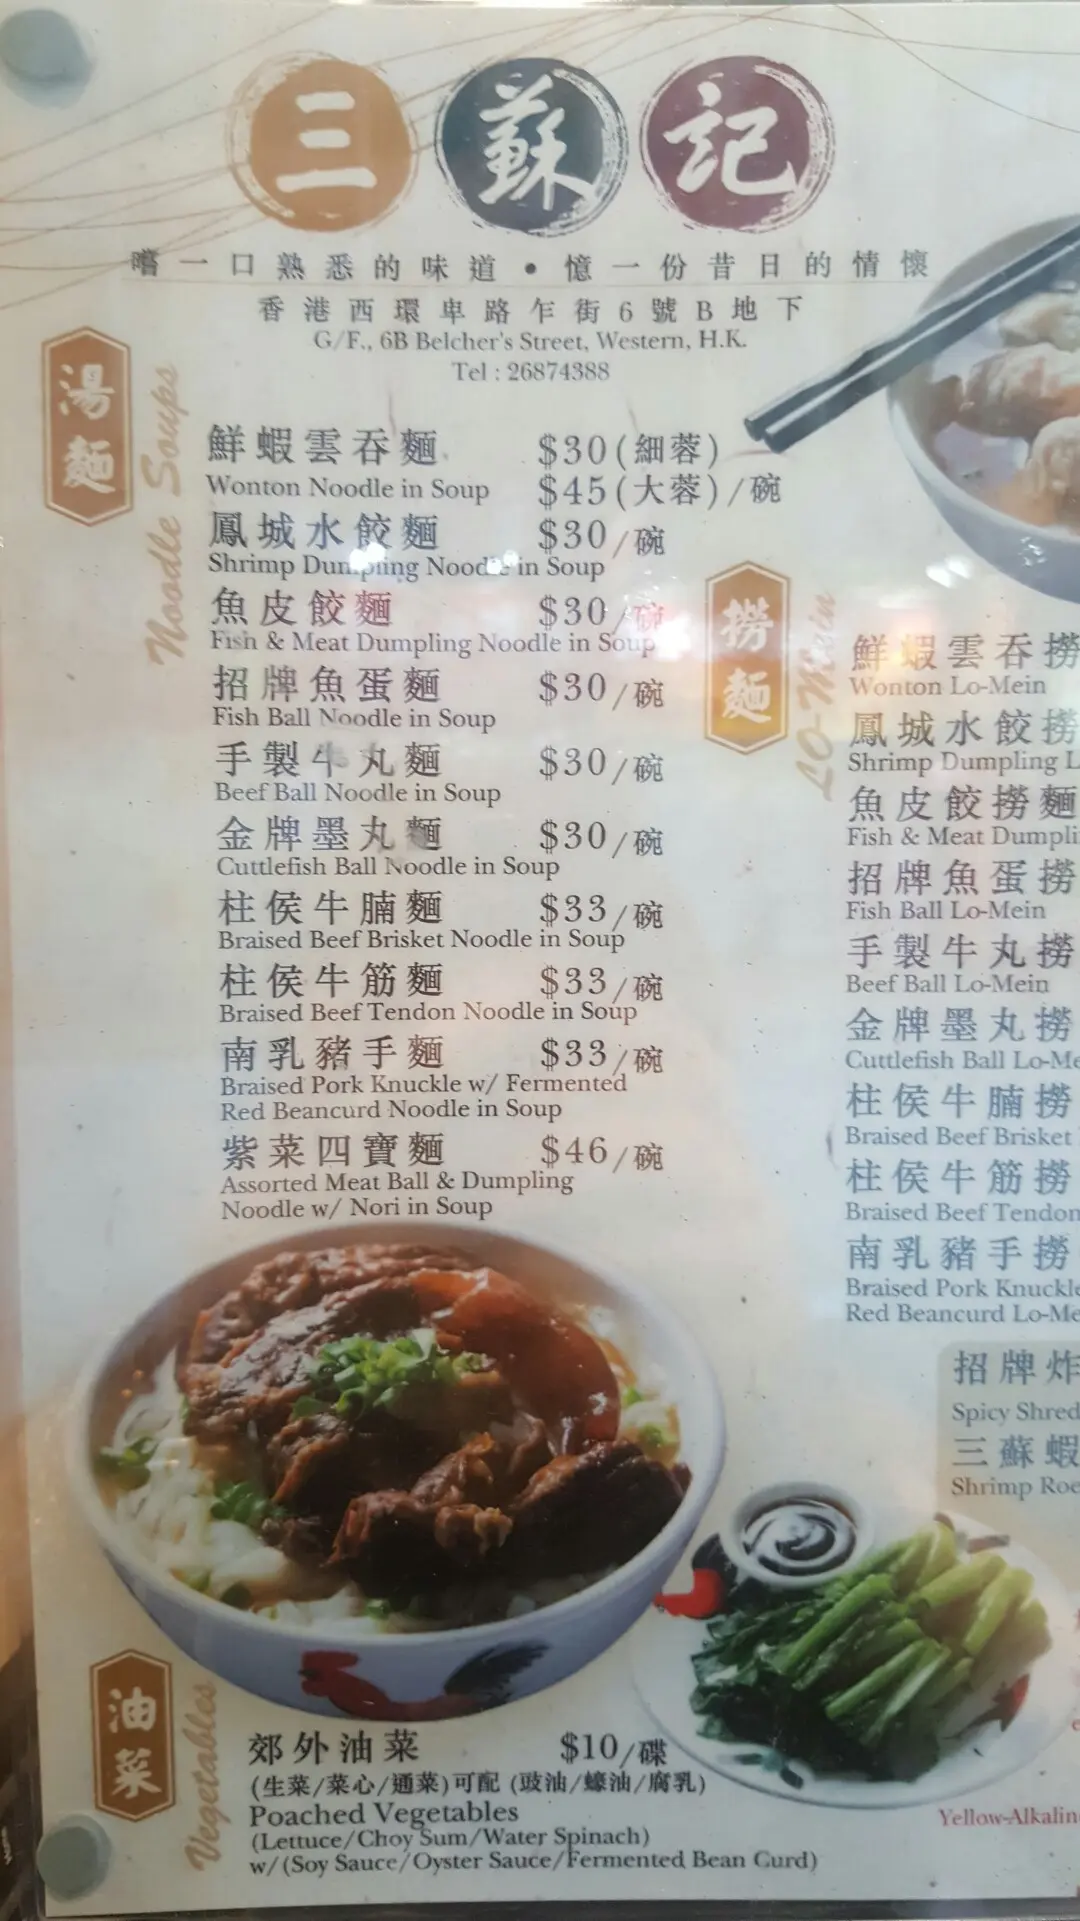 三蘇記
嚐一口熟悉的味道•憶一份昔日的情懷
香港西環卑路乍街6號B地下
G/F., 6B Belcher's Street, Western, H.K.
Tel : 26874388
湯麵
Noodle Soups
鮮蝦雲吞麵 $30(細蓉)
Wonton Noodle in Soup $45(大蓉)/碗
鳳城水餃麵 $30/碗
Shrimp Dumpling Noodle in Soup
魚皮餃麵 $30/碗
Fish & Meat Dumpling Noodle in Soup
招牌魚蛋麵 $30/碗
Fish Ball Noodle in Soup
手製牛丸麵 $30/碗
Beef Ball Noodle in Soup
金牌墨丸麵 $30/碗
Cuttlefish Ball Noodle in Soup
柱侯牛腩麵 $33/碗
Braised Beef Brisket Noodle in Soup
柱侯牛筋麵 $33/碗
Braised Beef Tendon Noodle in Soup
南乳豬手麵 $33/碗
Braised Pork Knuckle w/ Fermented
Red Beancurd Noodle in Soup
紫菜四寶麵 $46/碗
Assorted Meat Ball & Dumpling
Noodle w/ Nori in Soup
撈麵
LO-Mein
鮮蝦雲吞撈
Wonton Lo-Mein
鳳城水餃撈
Shrimp Dumpling L
魚皮餃撈麵
Fish & Meat Dumpli
招牌魚蛋撈
Fish Ball Lo-Mein
手製牛丸撈
Beef Ball Lo-Mein
金牌墨丸撈
Cuttlefish Ball Lo-Me
柱侯牛腩撈
Braised Beef Brisket
柱侯牛筋撈
Braised Beef Tendon
南乳豬手撈
Braised Pork Knuckle
Red Beancurd Lo-Me
招牌炸
Spicy Shred
三蘇蝦
Shrimp Roe
油菜
Vegetables
郊外油菜 $10/碟
(生菜/菜心/通菜)可配 (豉油/蠔油/腐乳)
Poached Vegetables
(Lettuce/Choy Sum/Water Spinach)
w/(Soy Sauce/Oyster Sauce/Fermented Bean Curd)
Yellow-Alkalin